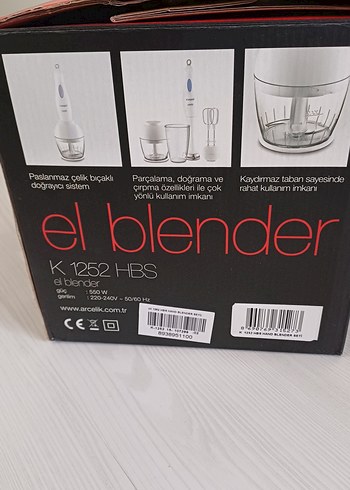 Paslanmaz çelik bıçaklı
doğrayıcı sistem
Parçalama, doğrama ve
çırpma özellikleri ile çok
yönlü kullanım imkanı
Kaydırmaz taban sayesinde
rahat kullanım imkanı
el blender
K 1252 HBS
el blender
güç : 550 W
gerilim : 220-240V ~ 50/60 Hz
www.arcelik.com.tr
CE
8938951100